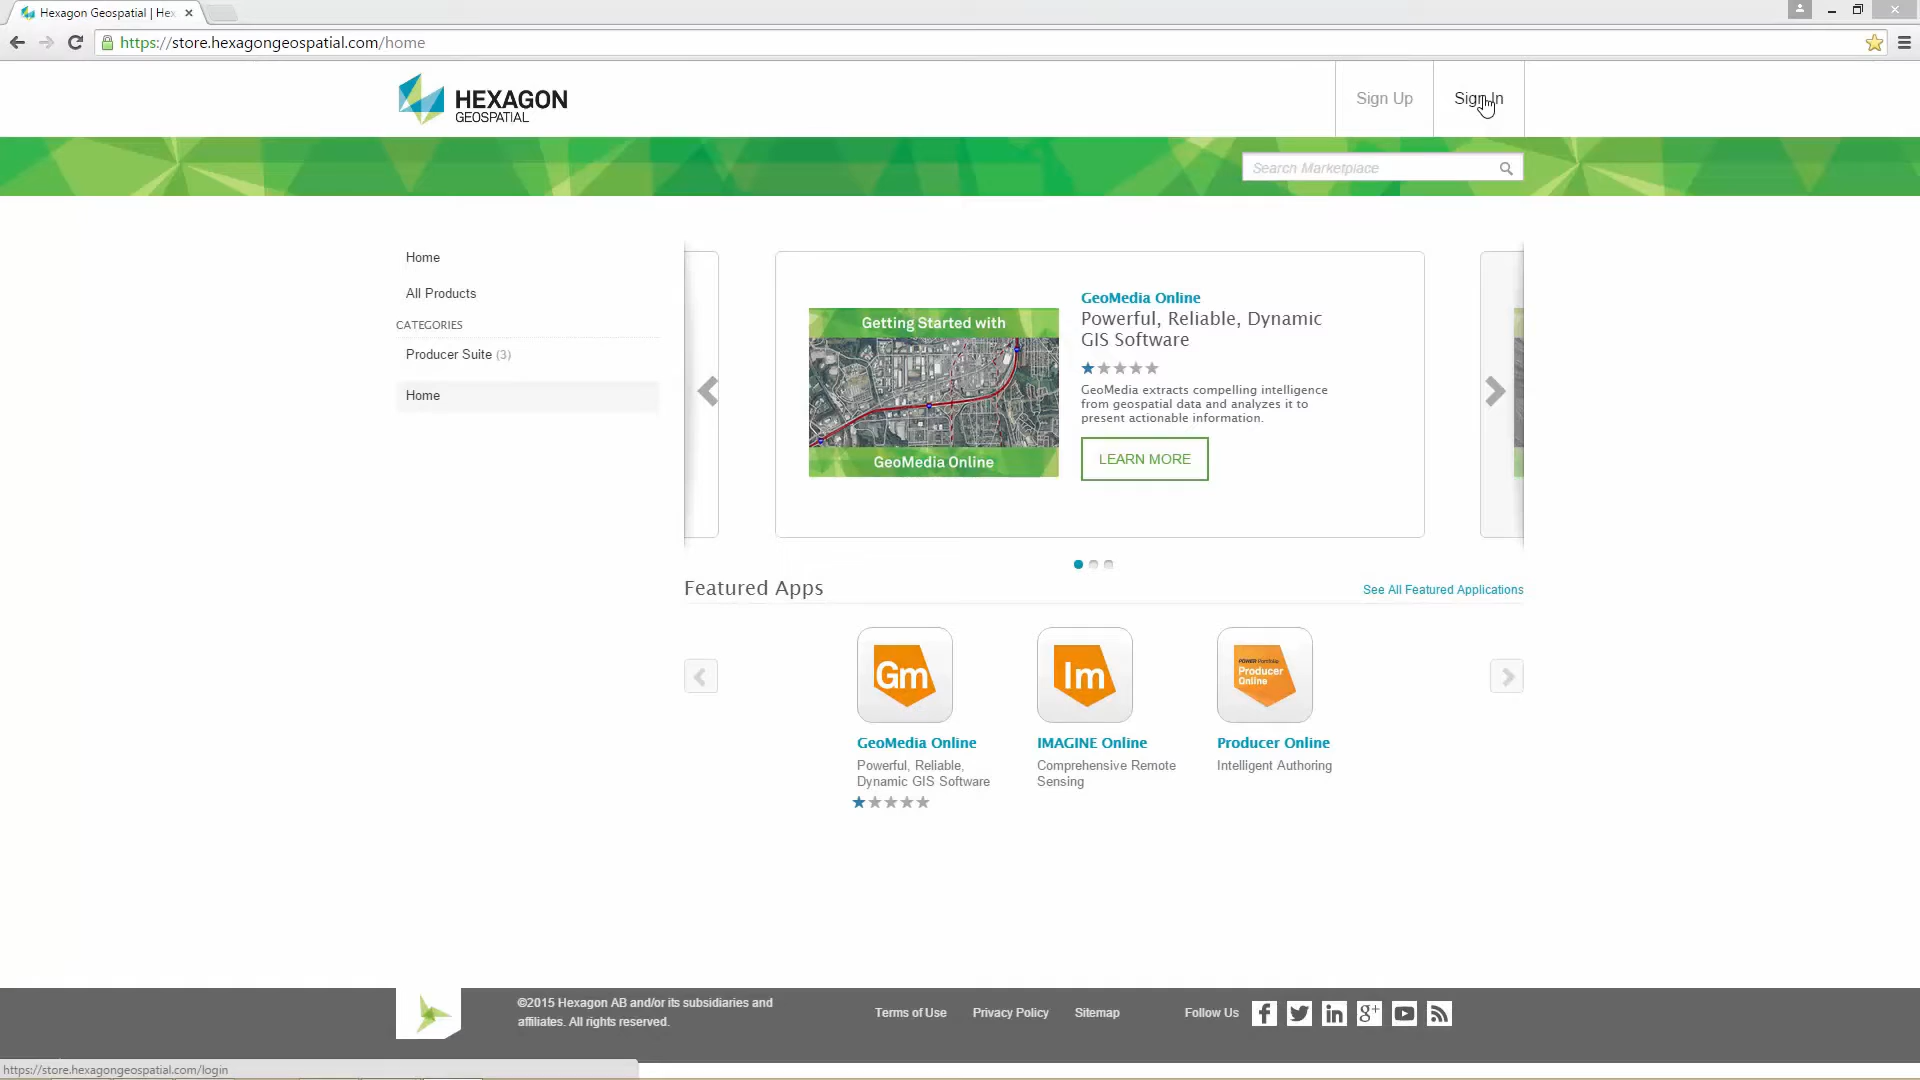 Hexagon Geospatial | Hex
https://store.hexagongeospatial.com/home
HEXAGON
GEOSPATIAL
Sign Up
Sign In
Search Marketplace
Home
All Products
CATEGORIES
Producer Suite (3)
Home
Getting Started with
GeoMedia Online
GeoMedia Online
Powerful, Reliable, Dynamic
GIS Software
GeoMedia extracts compelling intelligence
from geospatial data and analyzes it to
present actionable information.
LEARN MORE
Featured Apps
See All Featured Applications
Gm
Im
POWER Portfolio
Producer
Online
GeoMedia Online
IMAGINE Online
Producer Online
Powerful, Reliable,
Dynamic GIS Software
Comprehensive Remote
Sensing
Intelligent Authoring
©2015 Hexagon AB and/or its subsidiaries and
affiliates. All rights reserved.
Terms of Use
Privacy Policy
Sitemap
Follow Us
https://store.hexagongeospatial.com/login